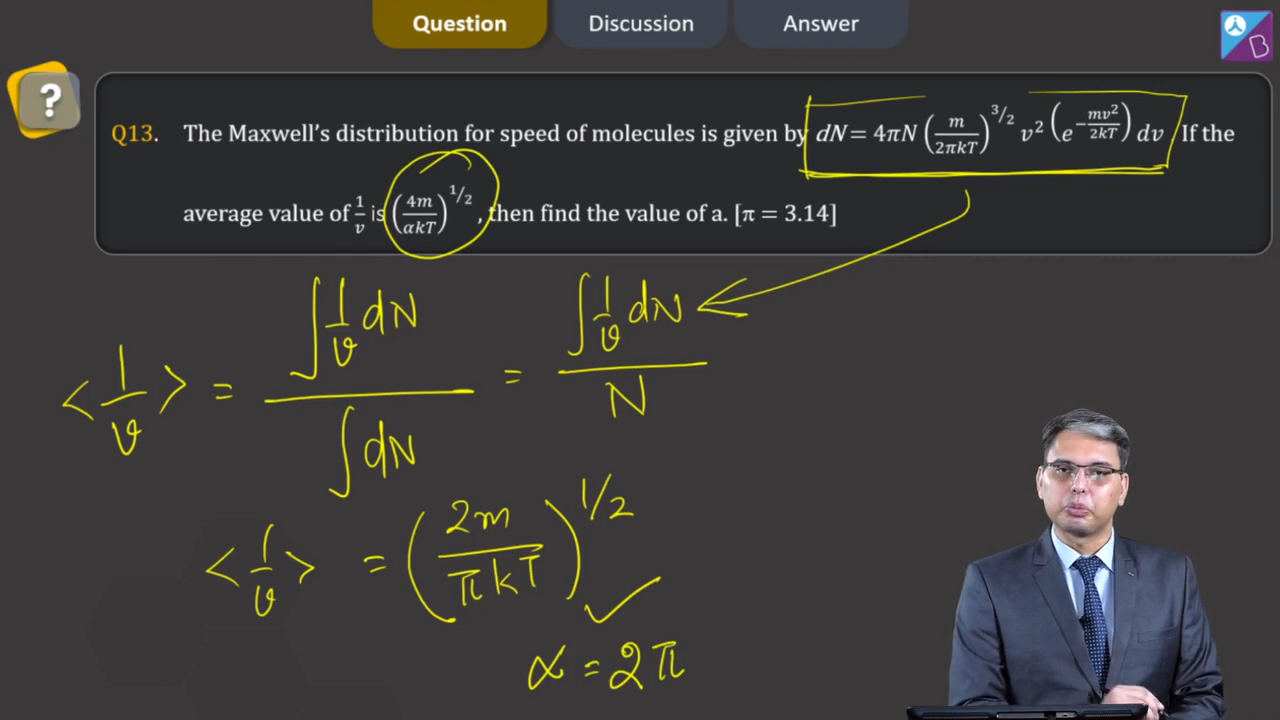 Question Discussion Answer
B
?
Q13. The Maxwell's distribution for speed of molecules is given by dN= 4πN (m/2πkT)^3/2 v² (e^−mv²/2kT) dv If the
average value of 1/v is (4m/αkT)^1/2, then find the value of a. [π = 3.14]
<1/v> = ∫1/v dN / ∫dN = ∫1/v dN / N
<1/v> = (2m/πkT)^1/2 ✓
α = 2π